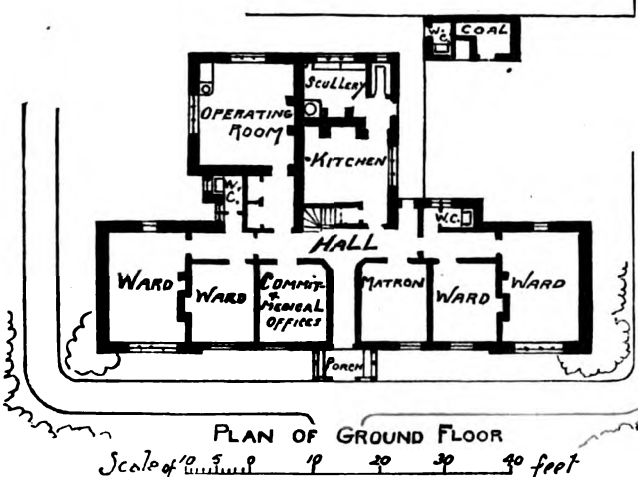 W.
C.
COAL
SCULLERY
OPERATING
ROOM
KITCHEN
W.
C.
W.C.
HALL
WARD
WARD
COMMIT-
&
MEDICAL
OFFICES
MATRON
WARD
WARD
PORCH
PLAN OF GROUND FLOOR
Scale of 10 5 0 10 20 30 40 feet